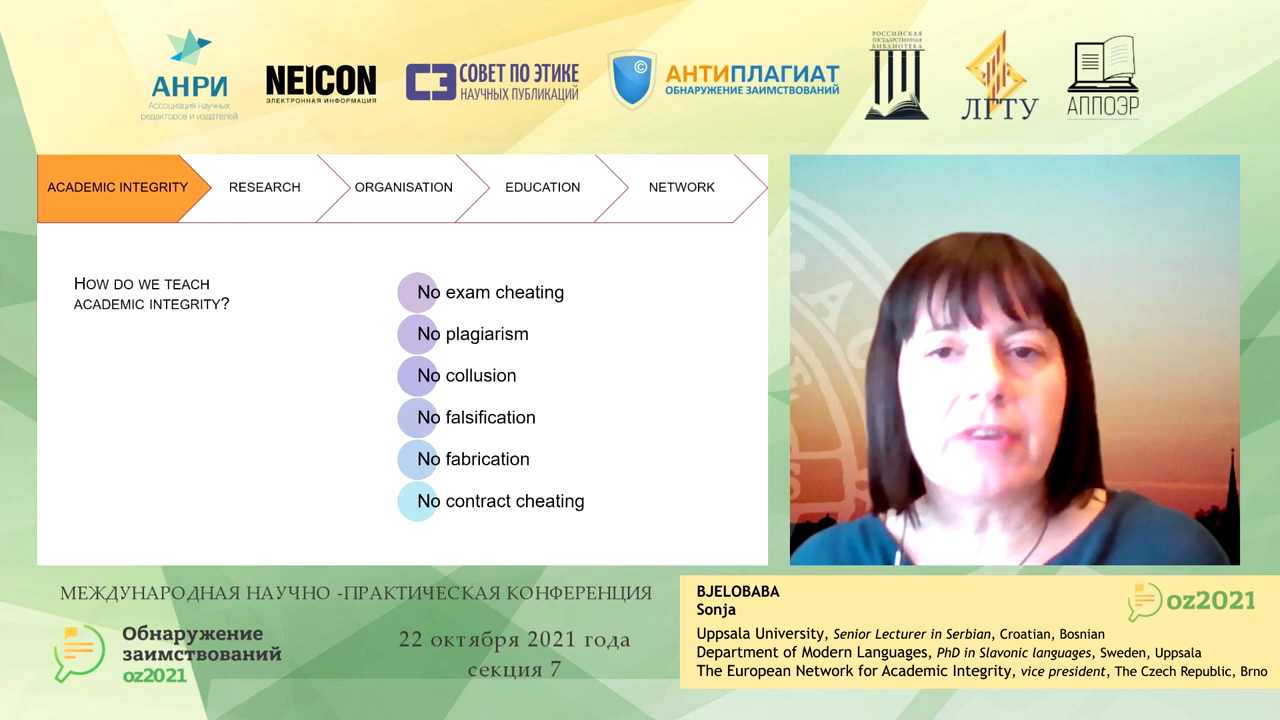 АНРИ
Ассоциация научных
редакторов и издателей
NEICON
ЭЛЕКТРОННАЯ ИНФОРМАЦИЯ
СЭ
СОВЕТ ПО ЭТИКЕ
НАУЧНЫХ ПУБЛИКАЦИЙ
©
АНТИПЛАГИАТ
ОБНАРУЖЕНИЕ ЗАИМСТВОВАНИЙ
РОССИЙСКАЯ
ГОСУДАРСТВЕННАЯ
БИБЛИОТЕКА
ЛГТУ
АППОЭР
ACADEMIC INTEGRITY
RESEARCH
ORGANISATION
EDUCATION
NETWORK
HOW DO WE TEACH
ACADEMIC INTEGRITY?
No exam cheating
No plagiarism
No collusion
No falsification
No fabrication
No contract cheating
МЕЖДУНАРОДНАЯ НАУЧНО -ПРАКТИЧЕСКАЯ КОНФЕРЕНЦИЯ
Обнаружение
заимствований
oz2021
22 октября 2021 года
секция 7
BJELOBABA
Sonja
oz2021
Uppsala University, Senior Lecturer in Serbian, Croatian, Bosnian
Department of Modern Languages, PhD in Slavonic languages, Sweden, Uppsala
The European Network for Academic Integrity, vice president, The Czech Republic, Brno